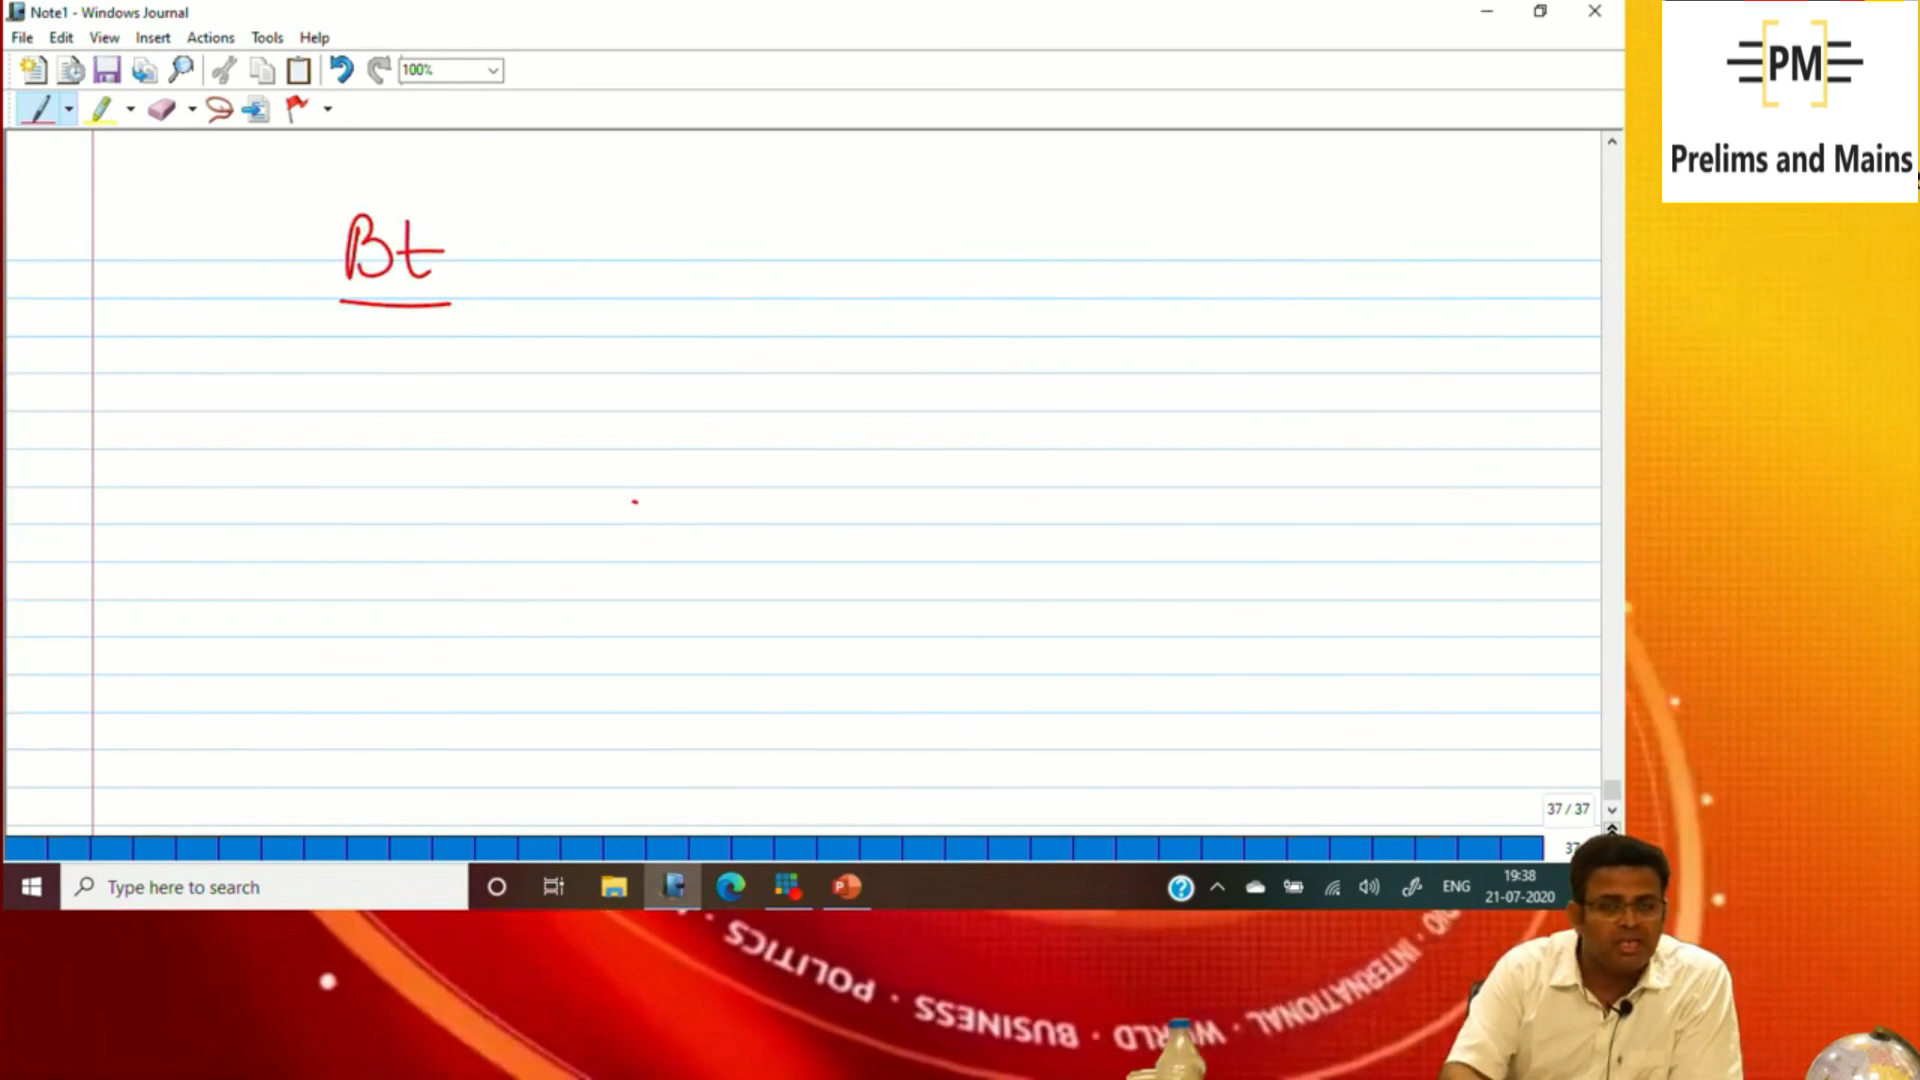 Note1 - Windows Journal
File Edit View Insert Actions Tools Help
100%
PM
Prelims and Mains
Bt
37 / 37
37
Type here to search
ENG
19:38
21-07-2020
POLITICS · BUSINESS · WORLD · INTERNATIONAL ·